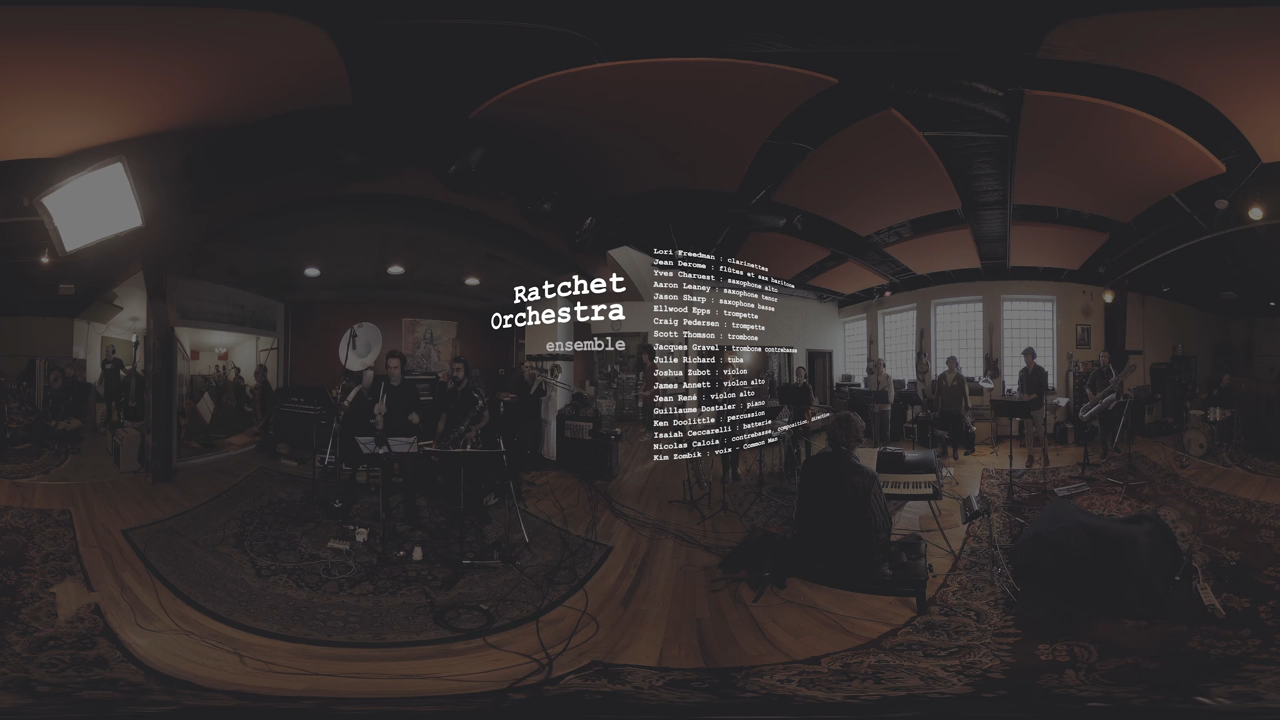 Ratchet
Orchestra
ensemble
Lori Freedman : clarinettes
Jean Derome : flûtes et sax baritone
Yves Charuest : saxophone alto
Aaron Leaney : saxophone tenor
Jason Sharp : saxophone basse
Ellwood Epps : trompette
Craig Pedersen : trompette
Scott Thomson : trombone
Jacques Gravel : trombone contrebasse
Julie Richard : tuba
Joshua Zubot : violon
James Annett : violon alto
Jean René : violon alto
Guillaume Dostaler : piano
Ken Doolittle : percussion
Isaiah Ceccarelli : batterie
Nicolas Caloia : contrebasse, composition, direction
Kim Zombik : voix - Common Man